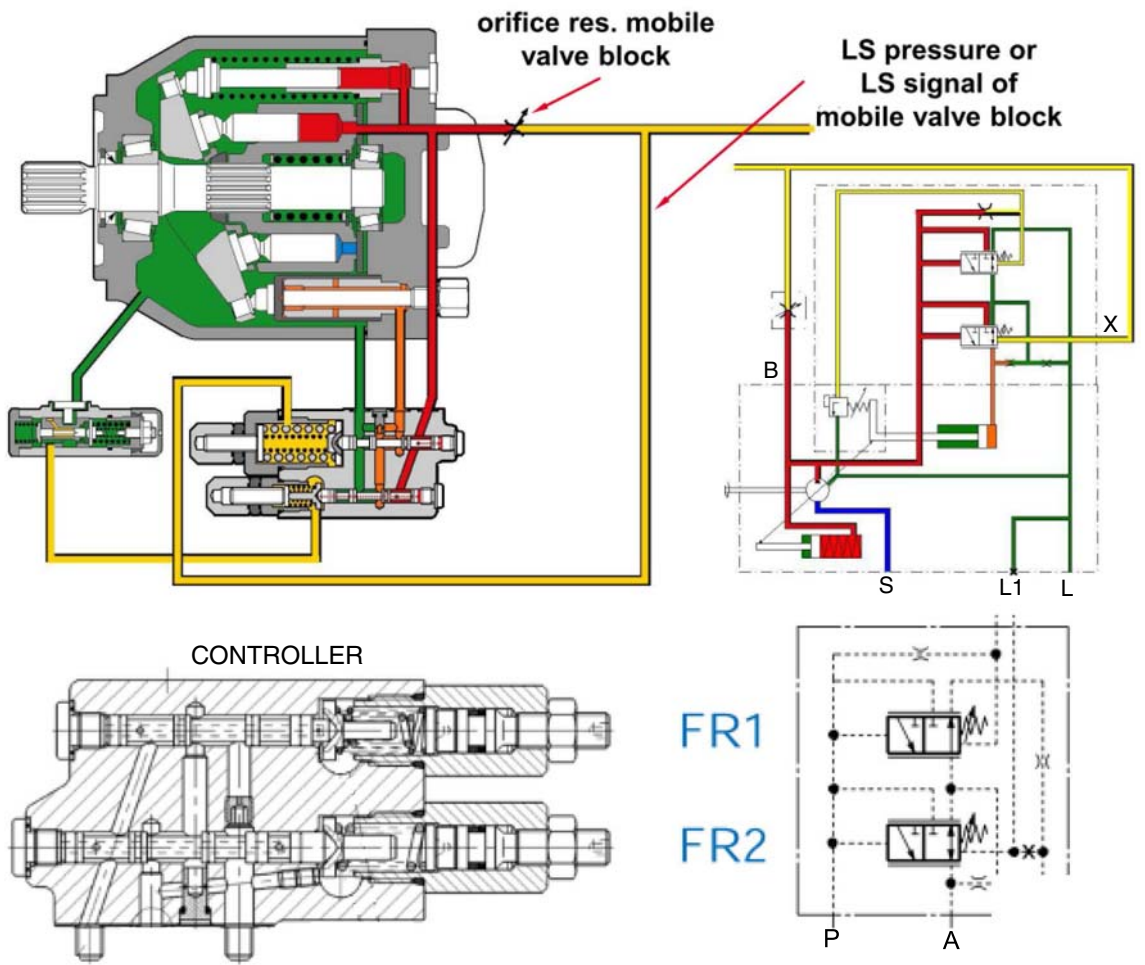 orifice res. mobile
valve block
LS pressure or
LS signal of
mobile valve block
X
B
S
L1
L
CONTROLLER
FR1
FR2
P
A